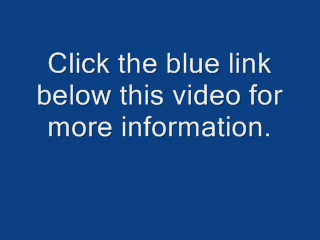 Click the blue link
below this video for
more information.